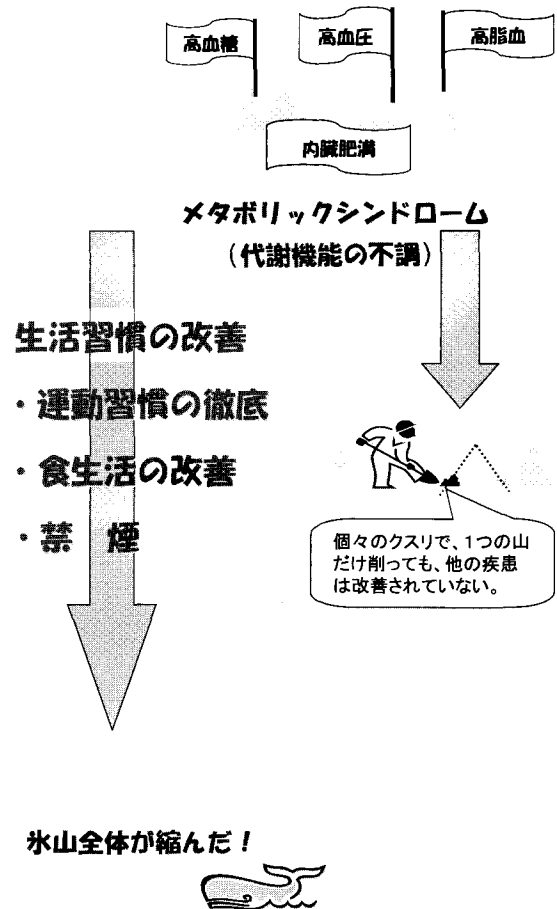 高血糖
高血圧
高脂血
内臓肥満
メタボリックシンドローム
（代謝機能の不調）
生活習慣の改善
・運動習慣の徹底
・食生活の改善
・禁　煙
個々のクスリで、１つの山
だけ削っても、他の疾患
は改善されていない。
氷山全体が縮んだ！